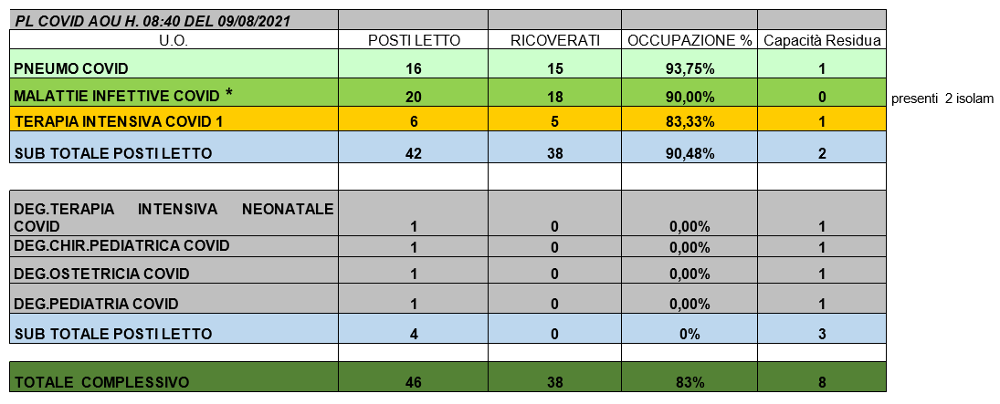 PL COVID AOU H. 08:40 DEL 09/08/2021
U.O. POSTI LETTO RICOVERATI OCCUPAZIONE % Capacità Residua
PNEUMO COVID 16 15 93,75% 1
MALATTIE INFETTIVE COVID * 20 18 90,00% 0 presenti 2 isolam
TERAPIA INTENSIVA COVID 1 6 5 83,33% 1
SUB TOTALE POSTI LETTO 42 38 90,48% 2
DEG.TERAPIA INTENSIVA NEONATALE
COVID 1 0 0,00% 1
DEG.CHIR.PEDIATRICA COVID 1 0 0,00% 1
DEG.OSTETRICIA COVID 1 0 0,00% 1
DEG.PEDIATRIA COVID 1 0 0,00% 1
SUB TOTALE POSTI LETTO 4 0 0% 3
TOTALE COMPLESSIVO 46 38 83% 8